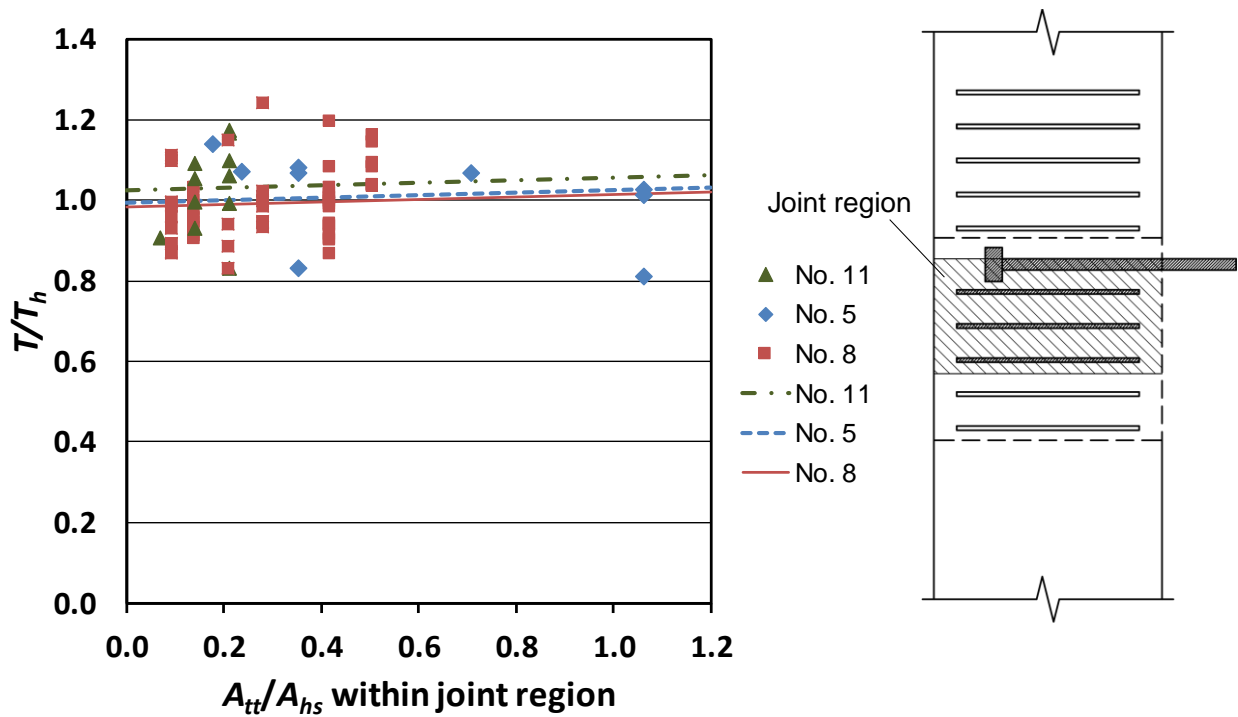 1.4
1.2
1.0
0.8
0.6
0.4
0.2
0.0
T/Th
0.0 0.2 0.4 0.6 0.8 1.0 1.2
Att/Ahs within joint region
No. 11
No. 5
No. 8
No. 11
No. 5
No. 8
Joint region